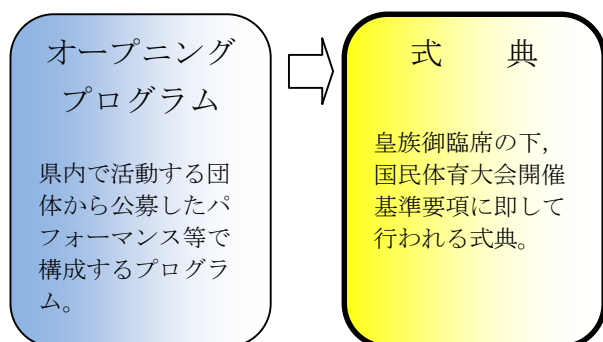 オープニング
プログラム
県内で活動する団
体から公募したパ
フォーマンス等で
構成するプログラ
ム。
式　典
皇族御臨席の下，
国民体育大会開催
基準要項に即して
行われる式典。